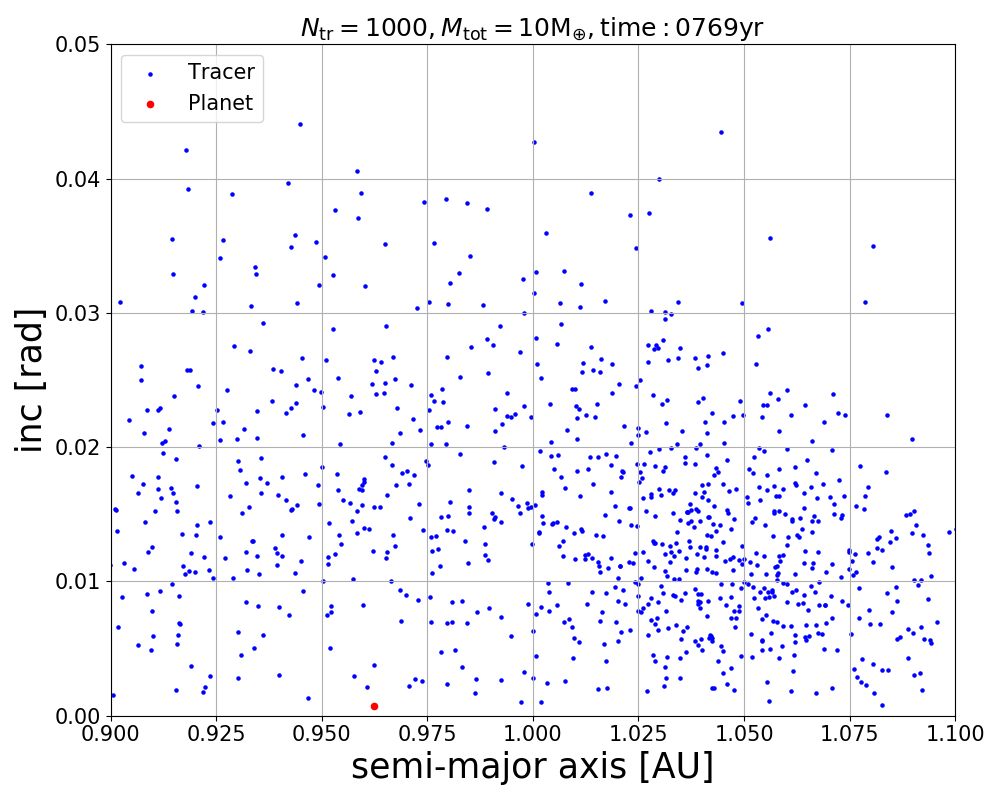 N_tr = 1000, M_tot = 10M_⊕, time : 0769yr
Tracer
Planet
inc [rad]
0.05
0.04
0.03
0.02
0.01
0.00
0.900 0.925 0.950 0.975 1.000 1.025 1.050 1.075 1.100
semi-major axis [AU]